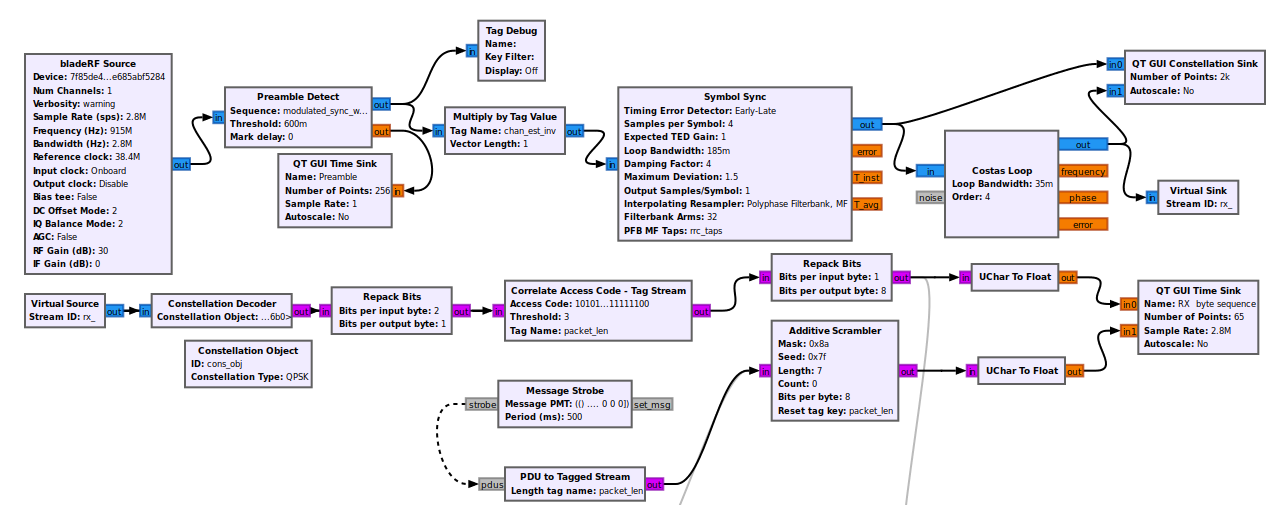 bladeRF Source
Device: 7f85de4...e685abf5284
Num Channels: 1
Verbosity: warning
Sample Rate (sps): 2.8M
Frequency (Hz): 915M
Bandwidth (Hz): 2.8M
Reference clock: 38.4M
Input clock: Onboard
Output clock: Disable
Bias tee: False
DC Offset Mode: 2
IQ Balance Mode: 2
AGC: False
RF Gain (dB): 30
IF Gain (dB): 0
out
in
Preamble Detect
Sequence: modulated_sync_w...
Threshold: 600m
Mark delay: 0
out
out
QT GUI Time Sink
Name: Preamble
Number of Points: 256
Sample Rate: 1
Autoscale: No
in
in
Tag Debug
Name:
Key Filter:
Display: Off
in
Multiply by Tag Value
Tag Name: chan_est_inv
Vector Length: 1
out
in
Symbol Sync
Timing Error Detector: Early-Late
Samples per Symbol: 4
Expected TED Gain: 1
Loop Bandwidth: 185m
Damping Factor: 4
Maximum Deviation: 1.5
Output Samples/Symbol: 1
Interpolating Resampler: Polyphase Filterbank, MF
Filterbank Arms: 32
PFB MF Taps: rrc_taps
out
error
T_inst
T_avg
in
noise
Costas Loop
Loop Bandwidth: 35m
Order: 4
out
frequency
phase
error
in0
in1
QT GUI Constellation Sink
Number of Points: 2k
Autoscale: No
in
Virtual Sink
Stream ID: rx_
Virtual Source
Stream ID: rx_
out
in
Constellation Decoder
Constellation Object: ...6b0>
out
in
Repack Bits
Bits per input byte: 2
Bits per output byte: 1
out
in
Correlate Access Code - Tag Stream
Access Code: 10101...11111100
Threshold: 3
Tag Name: packet_len
out
in
Repack Bits
Bits per input byte: 1
Bits per output byte: 8
out
in
UChar To Float
out
in0
in1
QT GUI Time Sink
Name: RX byte sequence
Number of Points: 65
Sample Rate: 2.8M
Autoscale: No
Constellation Object
ID: cons_obj
Constellation Type: QPSK
strobe
Message Strobe
Message PMT: (() .... 0 0 0])
Period (ms): 500
set_msg
in
Additive Scrambler
Mask: 0x8a
Seed: 0x7f
Length: 7
Count: 0
Bits per byte: 8
Reset tag key: packet_len
out
in
UChar To Float
out
pdus
PDU to Tagged Stream
Length tag name: packet_len
out